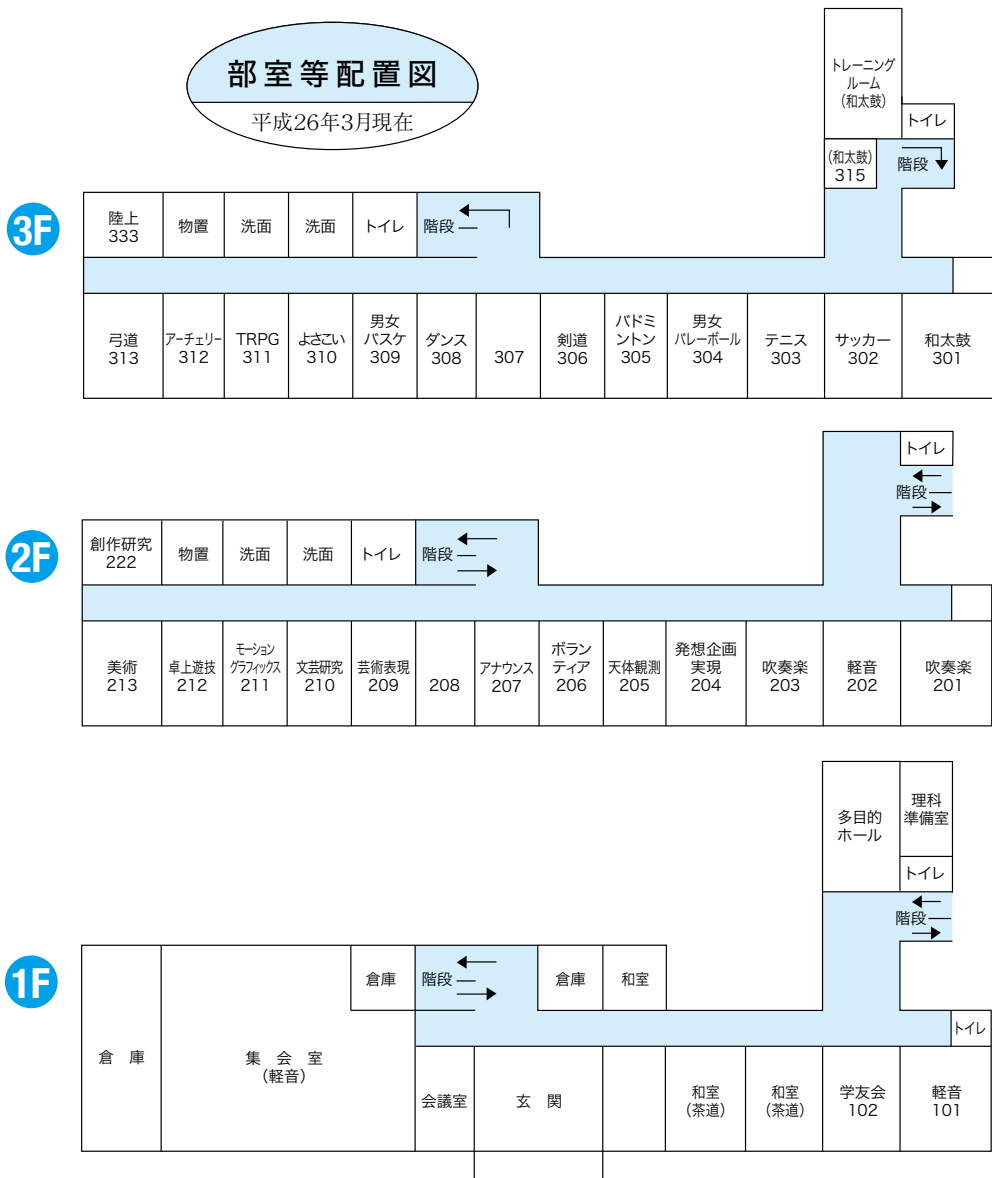 部室等配置図
平成26年3月現在
トレーニング
ルーム
(和太鼓)
トイレ
(和太鼓)
315
階段
3F
陸上
333
物置
洗面
洗面
トイレ
階段
弓道
313
アーチェリー
312
TRPG
311
よさこい
310
男女
バスケ
309
ダンス
308
307
剣道
306
バドミ
ントン
305
男女
バレーボール
304
テニス
303
サッカー
302
和太鼓
301
トイレ
階段
2F
創作研究
222
物置
洗面
洗面
トイレ
階段
美術
213
卓上遊技
212
モーション
グラフィックス
211
文芸研究
210
芸術表現
209
208
アナウンス
207
ボラン
ティア
206
天体観測
205
発想企画
実現
204
吹奏楽
203
軽音
202
吹奏楽
201
多目的
ホール
理科
準備室
トイレ
階段
1F
倉庫
集会室
(軽音)
倉庫
階段
倉庫
和室
トイレ
会議室
玄関
和室
(茶道)
和室
(茶道)
学友会
102
軽音
101